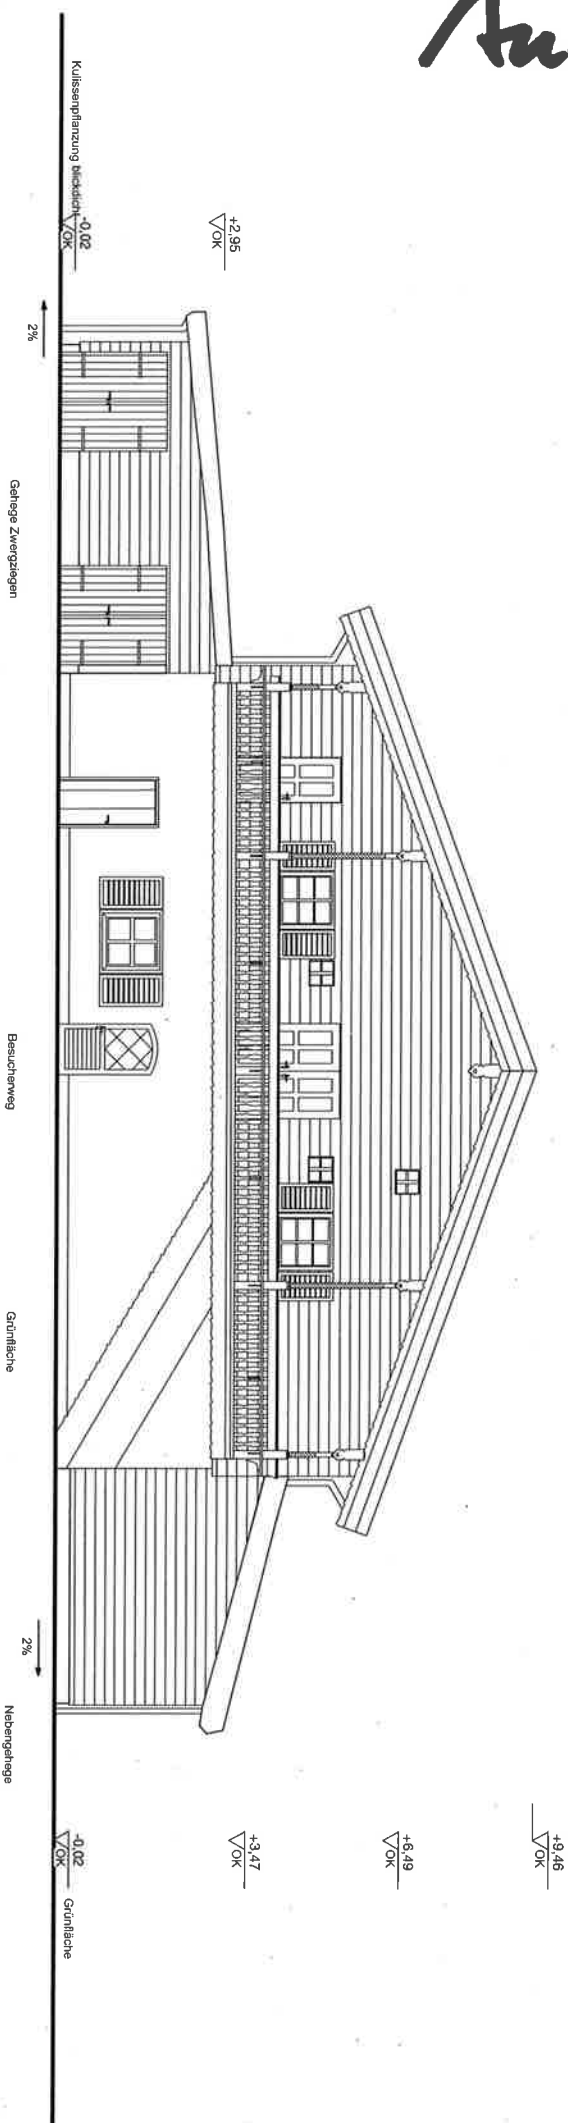 Kulissenpflanzung blickdicht
-0,02
OK
+2,95
OK
2%
Gehege Zwergziegen
Besucherweg
Grünfläche
2%
Nebengehege
+9,46
OK
+6,49
OK
+3,47
OK
-0,02
OK
Grünfläche